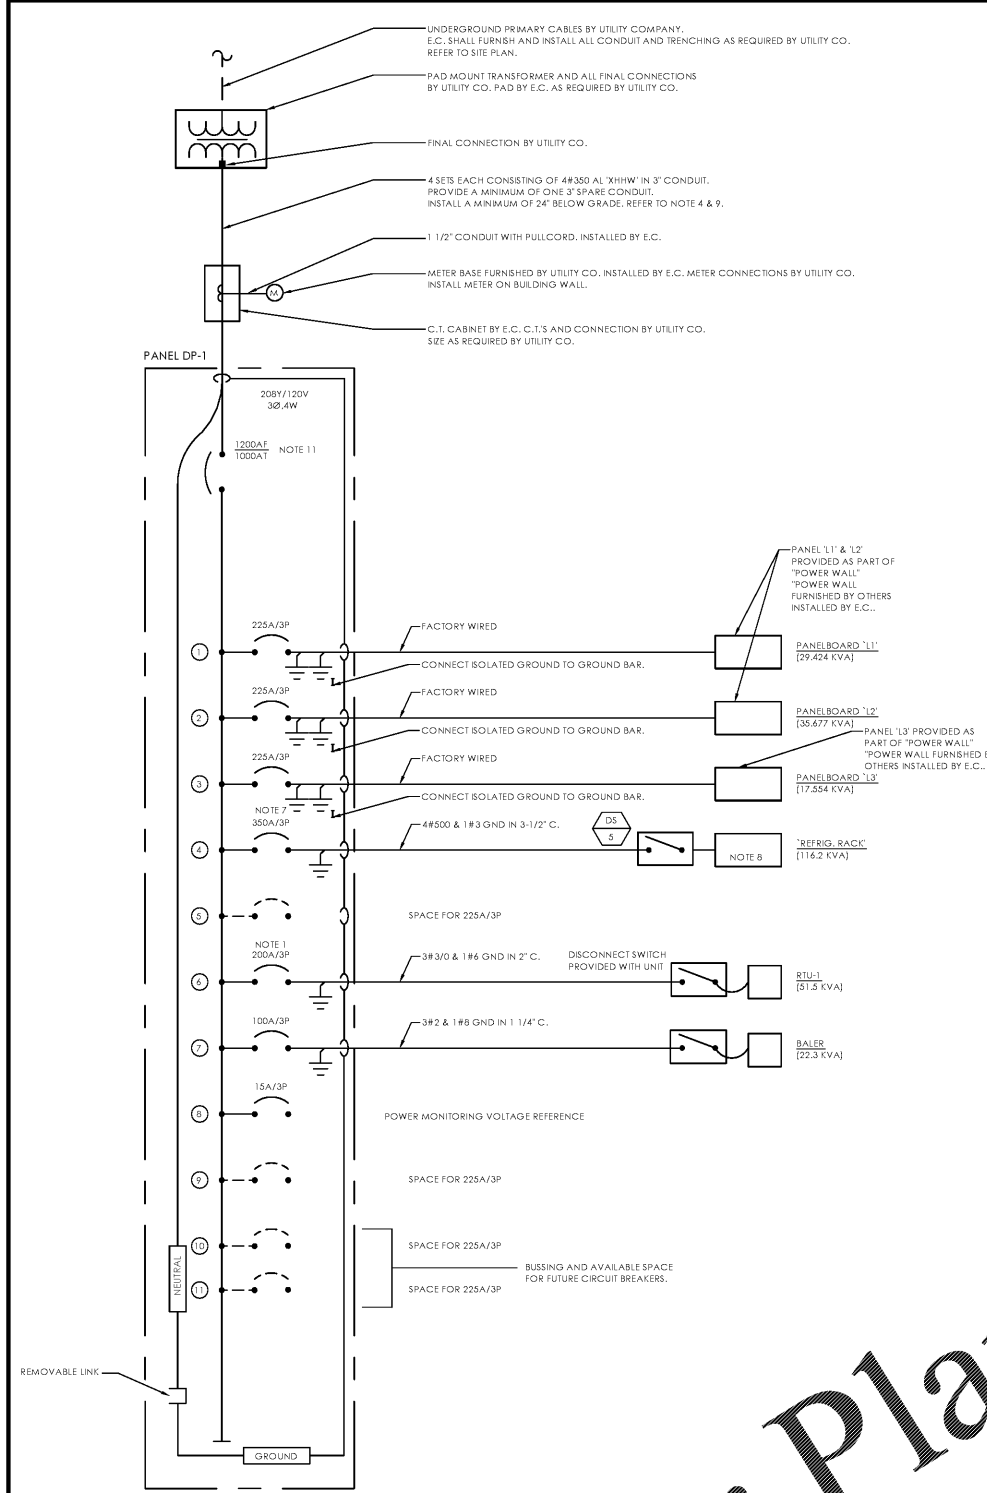 UNDERGROUND PRIMARY CABLES BY UTILITY COMPANY.
E.C. SHALL FURNISH AND INSTALL ALL CONDUIT AND TRENCHING AS REQUIRED BY UTILITY CO.
REFER TO SITE PLAN.
PAD MOUNT TRANSFORMER AND ALL FINAL CONNECTIONS
BY UTILITY CO. PAD BY E.C. AS REQUIRED BY UTILITY CO.
FINAL CONNECTION BY UTILITY CO.
4 SETS EACH CONSISTING OF 4#350 AL 'XHHW' IN 3" CONDUIT.
PROVIDE A MINIMUM OF ONE 3" SPARE CONDUIT.
INSTALL A MINIMUM OF 24" BELOW GRADE. REFER TO NOTE 4 & 9.
1 1/2" CONDUIT WITH PULLCORD. INSTALLED BY E.C.
M
METER BASE FURNISHED BY UTILITY CO. INSTALLED BY E.C. METER CONNECTIONS BY UTILITY CO.
INSTALL METER ON BUILDING WALL.
C.T. CABINET BY E.C. C.T.'S AND CONNECTION BY UTILITY CO.
SIZE AS REQUIRED BY UTILITY CO.
PANEL DP-1
208Y/120V
3Ø,4W
1200AF
1000AT
NOTE 11
PANEL 'L1' & 'L2'
PROVIDED AS PART OF
"POWER WALL"
"POWER WALL
FURNISHED BY OTHERS
INSTALLED BY E.C..
1
225A/3P
FACTORY WIRED
PANELBOARD `L1'
(29.424 KVA)
CONNECT ISOLATED GROUND TO GROUND BAR.
2
225A/3P
FACTORY WIRED
PANELBOARD `L2'
(35.677 KVA)
CONNECT ISOLATED GROUND TO GROUND BAR.
PANEL 'L3' PROVIDED AS
PART OF "POWER WALL"
"POWER WALL FURNISHED B
OTHERS INSTALLED BY E.C..
3
225A/3P
FACTORY WIRED
PANELBOARD `L3'
(17.554 KVA)
CONNECT ISOLATED GROUND TO GROUND BAR.
4
NOTE 7
350A/3P
4#500 & 1#3 GND IN 3-1/2" C.
DS
5
NOTE 8
`REFRIG. RACK'
(116.2 KVA)
5
SPACE FOR 225A/3P
6
NOTE 1
200A/3P
3#3/0 & 1#6 GND IN 2" C.
DISCONNECT SWITCH
PROVIDED WITH UNIT
RTU-1
(51.5 KVA)
7
100A/3P
3#2 & 1#8 GND IN 1 1/4" C.
BALER
(22.3 KVA)
8
15A/3P
POWER MONITORING VOLTAGE REFERENCE
9
SPACE FOR 225A/3P
10
SPACE FOR 225A/3P
BUSSING AND AVAILABLE SPACE
FOR FUTURE CIRCUIT BREAKERS.
11
SPACE FOR 225A/3P
NEUTRAL
REMOVABLE LINK
GROUND
Pla